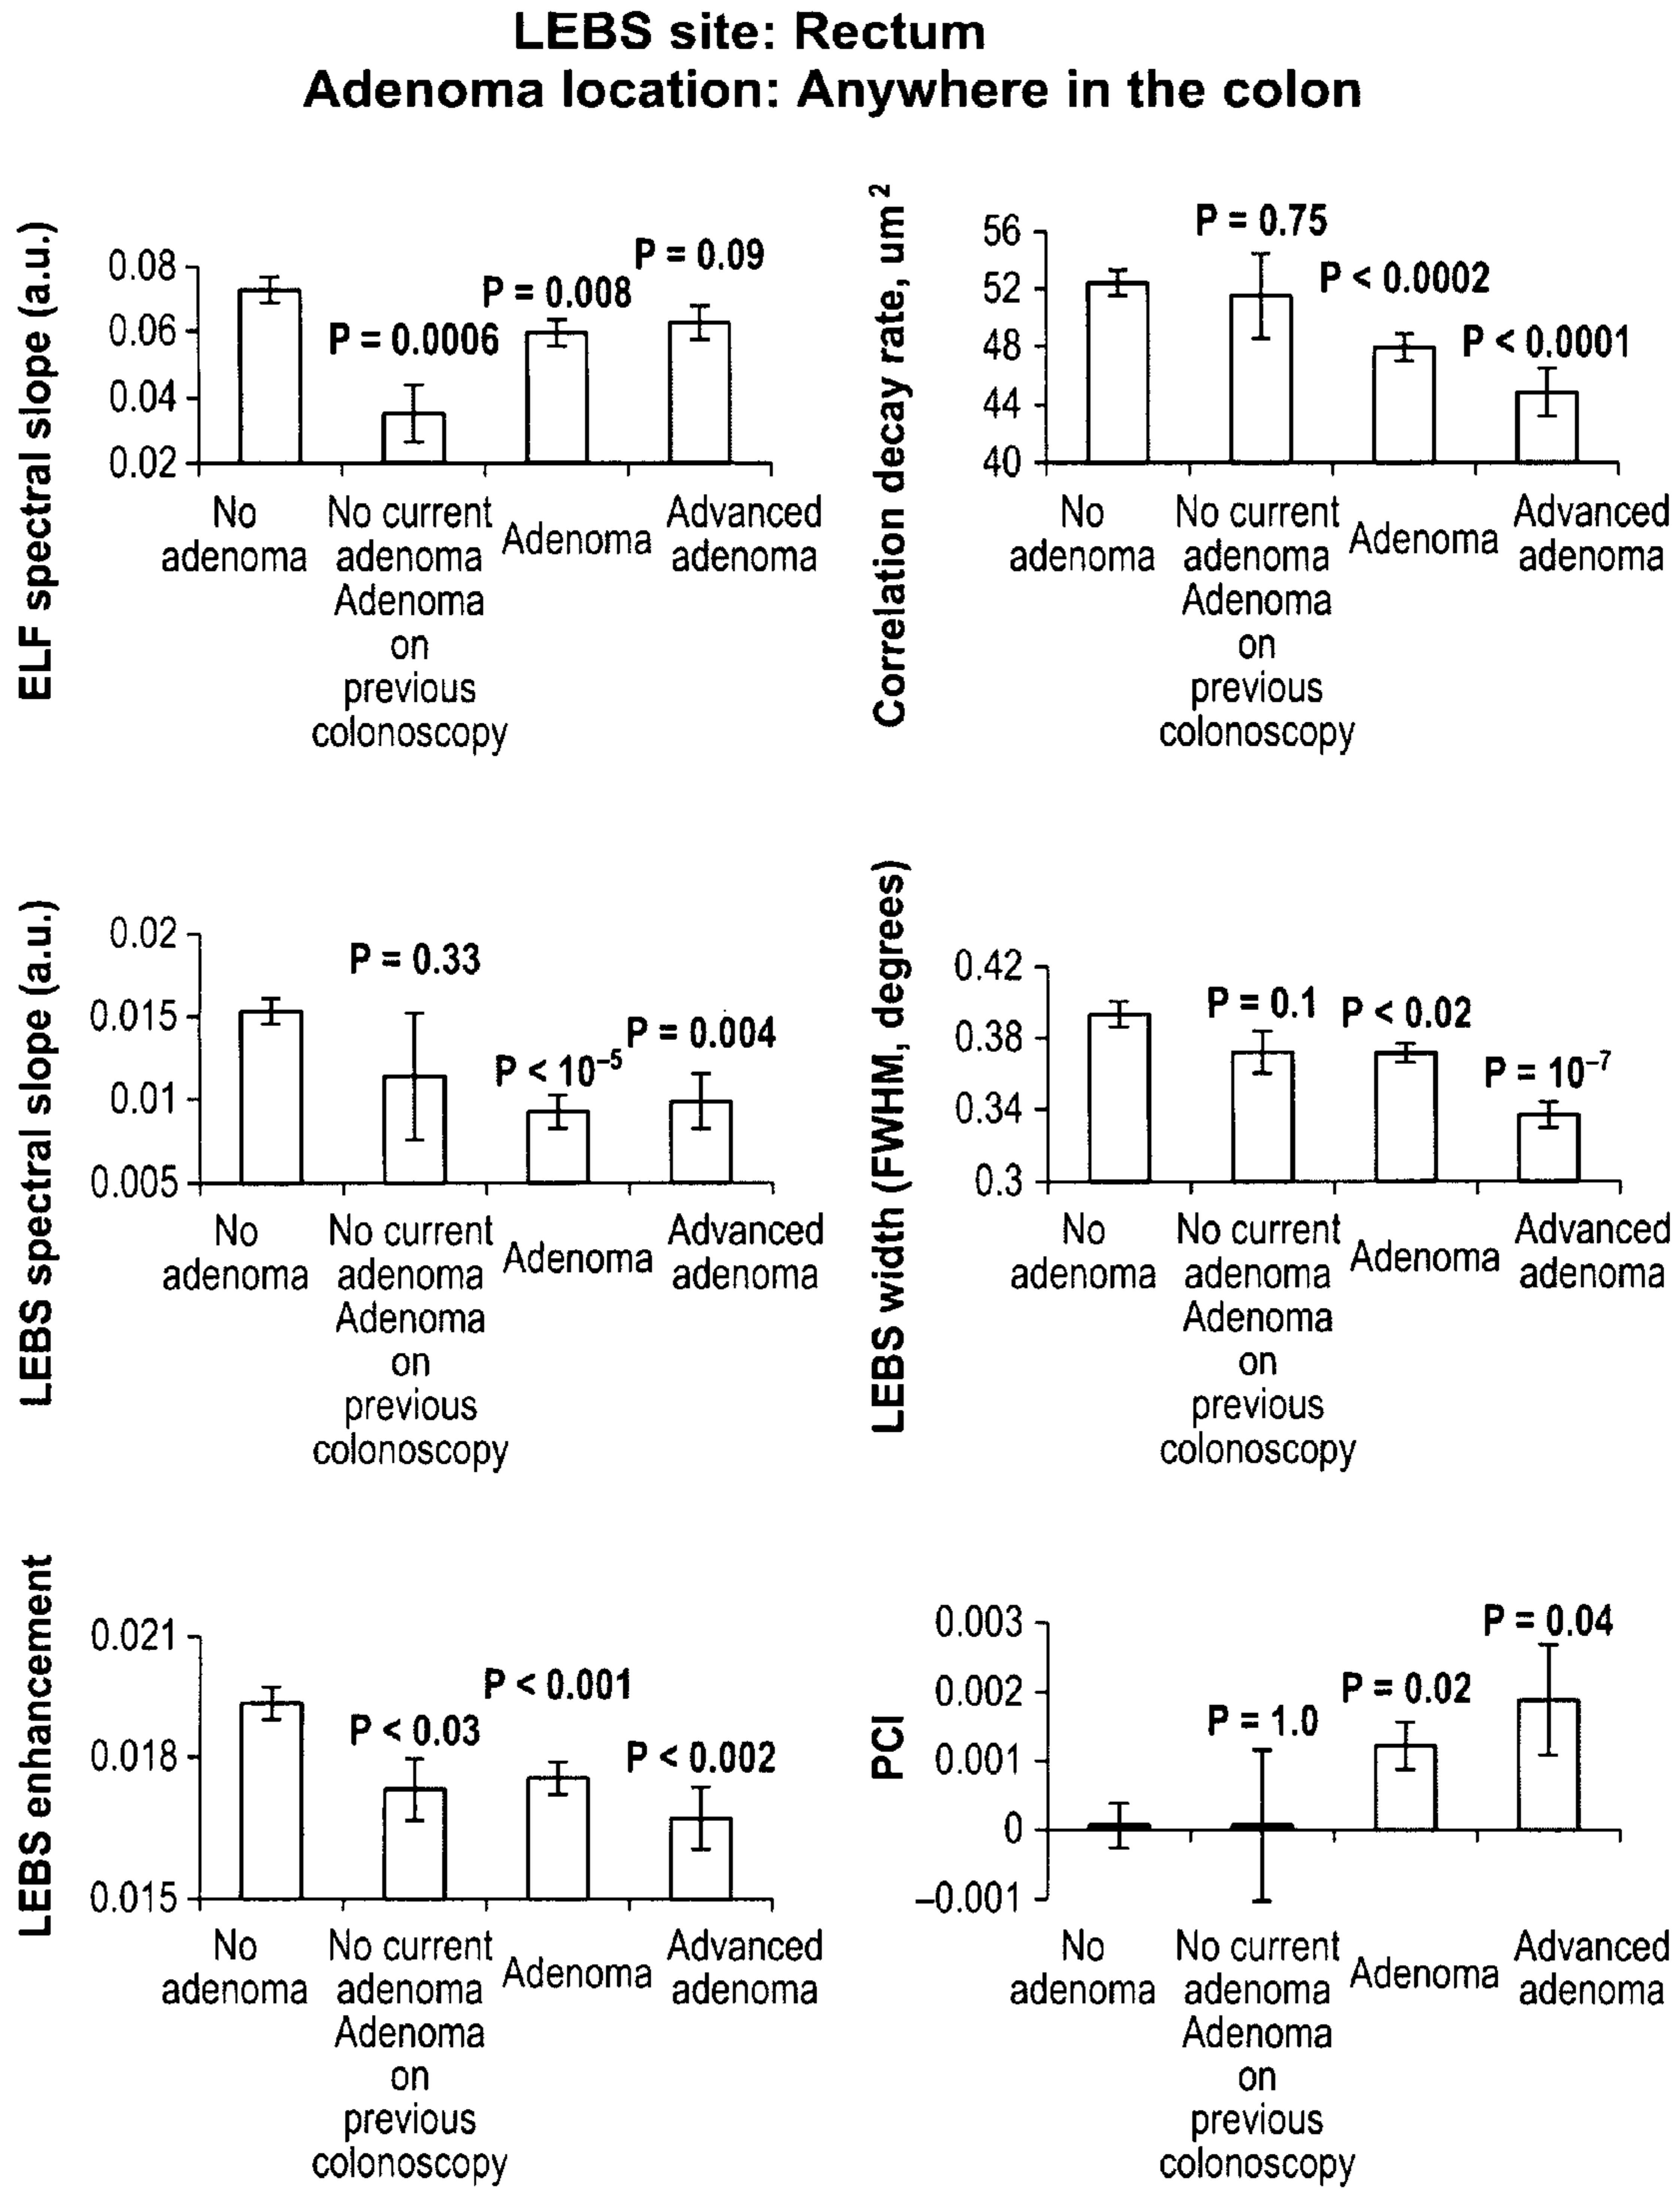 LEBS site: Rectum
Adenoma location: Anywhere in the colon
ELF spectral slope (a.u.)
0.08
0.06
0.04
0.02
P = 0.0006
P = 0.008
P = 0.09
No adenoma
No current adenoma
Adenoma
on
previous
colonoscopy
Adenoma
Advanced adenoma
Correlation decay rate, um²
56
52
48
44
40
P = 0.75
P < 0.0002
P < 0.0001
No adenoma
No current adenoma
Adenoma
on
previous
colonoscopy
Adenoma
Advanced adenoma
LEBS spectral slope (a.u.)
0.02
0.015
0.01
0.005
P = 0.33
P < 10⁻⁵
P = 0.004
No adenoma
No current adenoma
Adenoma
on
previous
colonoscopy
Adenoma
Advanced adenoma
LEBS width (FWHM, degrees)
0.42
0.38
0.34
0.3
P = 0.1
P < 0.02
P = 10⁻⁷
No adenoma
No current adenoma
Adenoma
on
previous
colonoscopy
Adenoma
Advanced adenoma
LEBS enhancement
0.021
0.018
0.015
P < 0.03
P < 0.001
P < 0.002
No adenoma
No current adenoma
Adenoma
on
previous
colonoscopy
Adenoma
Advanced adenoma
PCI
0.003
0.002
0.001
0
–0.001
P = 1.0
P = 0.02
P = 0.04
No adenoma
No current adenoma
Adenoma
on
previous
colonoscopy
Adenoma
Advanced adenoma